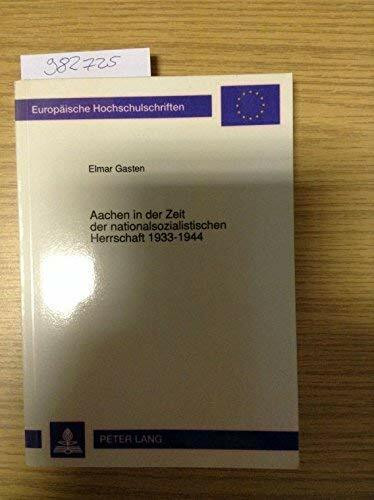 982725
Europäische Hochschulschriften
Elmar Gasten
Aachen in der Zeit
der nationalsozialistischen
Herrschaft 1933-1944
PETER LANG